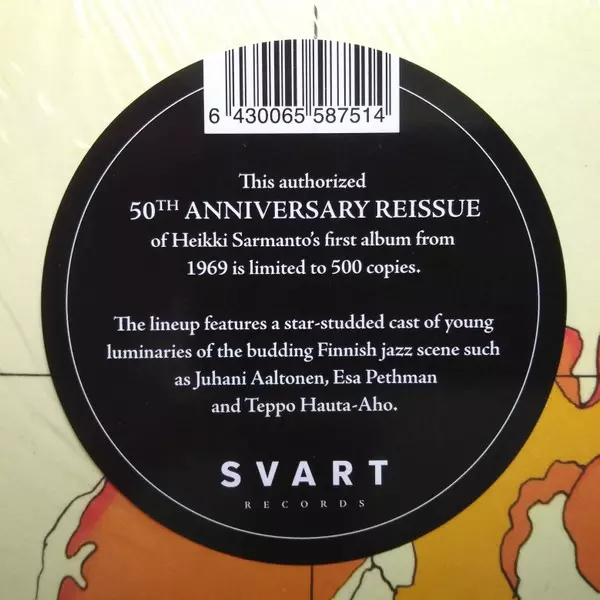 6 430065 587514
This authorized
50TH ANNIVERSARY REISSUE
of Heikki Sarmanto's first album from
1969 is limited to 500 copies.
The lineup features a star-studded cast of young
luminaries of the budding Finnish jazz scene such
as Juhani Aaltonen, Esa Pethman
and Teppo Hauta-Aho.
SVART
RECORDS